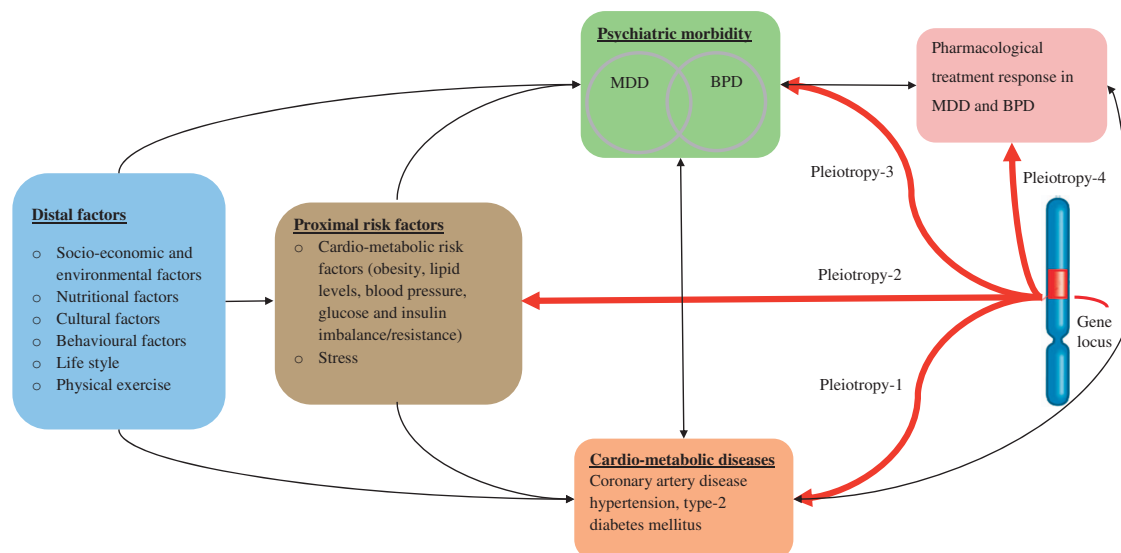 Psychiatric morbidity
MDD
BPD
Pharmacological
treatment response in
MDD and BPD
Pleiotropy-3
Pleiotropy-4
Distal factors
o Socio-economic and
environmental factors
o Nutritional factors
o Cultural factors
o Behavioural factors
o Life style
o Physical exercise
Proximal risk factors
o Cardio-metabolic risk
factors (obesity, lipid
levels, blood pressure,
glucose and insulin
imbalance/resistance)
o Stress
Pleiotropy-2
Gene
locus
Pleiotropy-1
Cardio-metabolic diseases
Coronary artery disease
hypertension, type-2
diabetes mellitus